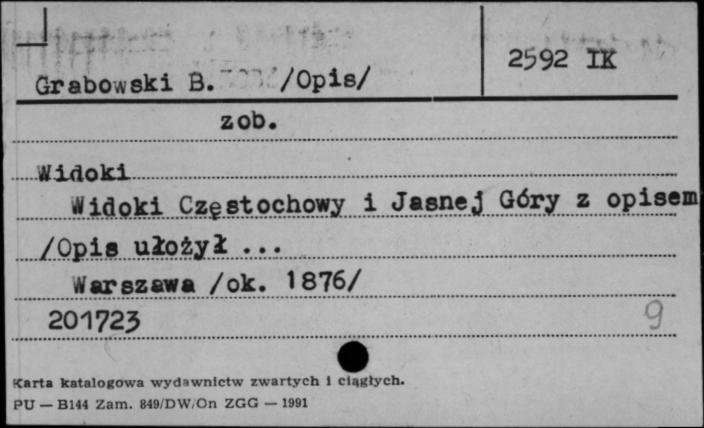 2592 IK
Grabowski B. /Opis/
zob.
Widoki
Widoki Częstochowy i Jasnej Góry z opisem
/Opis ułożył ...
Warszawa /ok. 1876/
201723 9
Karta katalogowa wydawnictw zwartych i ciągłych.
PU — B144 Zam. 849/DW/On ZGG — 1991